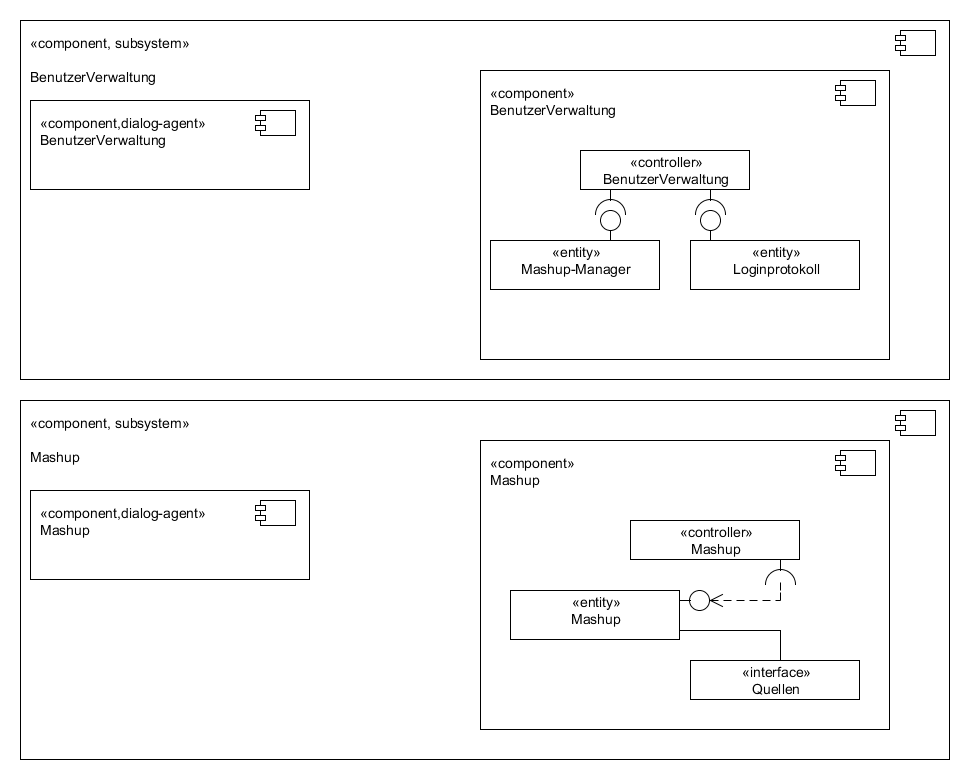 «component, subsystem»
BenutzerVerwaltung
«component,dialog-agent»
BenutzerVerwaltung
«component»
BenutzerVerwaltung
«controller»
BenutzerVerwaltung
«entity»
Mashup-Manager
«entity»
Loginprotokoll
«component, subsystem»
Mashup
«component,dialog-agent»
Mashup
«component»
Mashup
«controller»
Mashup
«entity»
Mashup
«interface»
Quellen